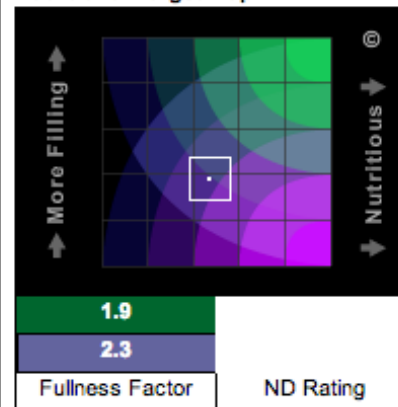 ©
More Filling
Nutritious
1.9
2.3
Fullness Factor
ND Rating